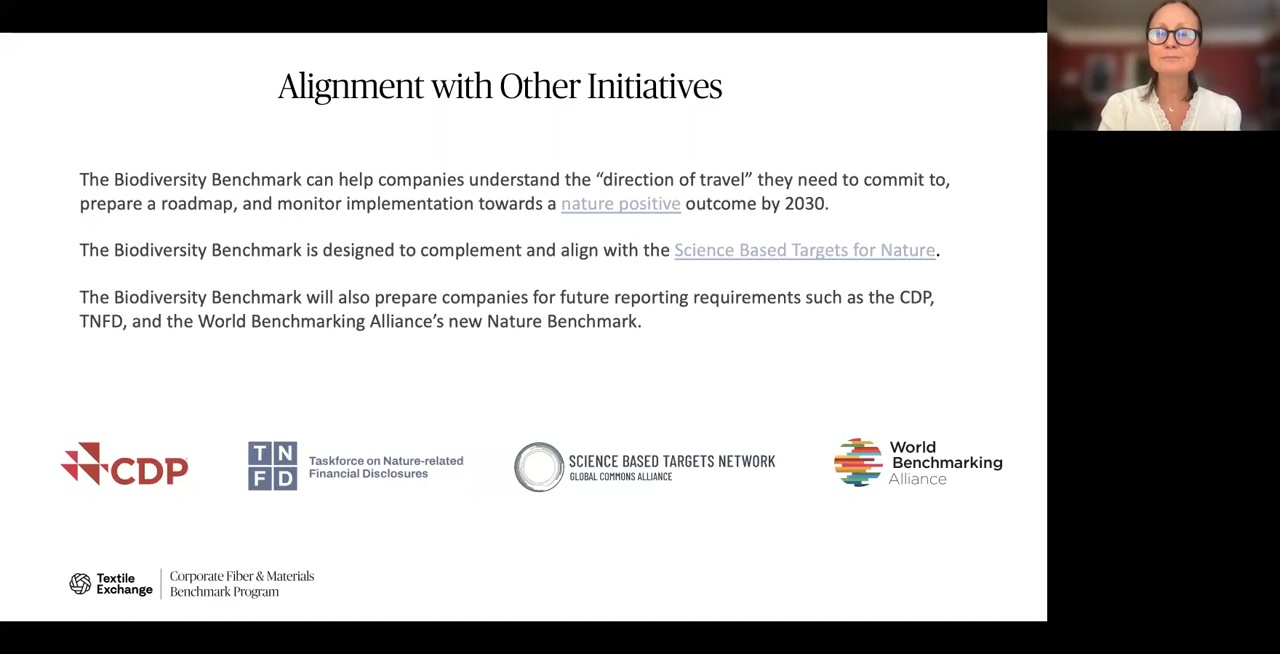 Alignment with Other Initiatives
The Biodiversity Benchmark can help companies understand the “direction of travel” they need to commit to,
prepare a roadmap, and monitor implementation towards a nature positive outcome by 2030.
The Biodiversity Benchmark is designed to complement and align with the Science Based Targets for Nature.
The Biodiversity Benchmark will also prepare companies for future reporting requirements such as the CDP,
TNFD, and the World Benchmarking Alliance’s new Nature Benchmark.
CDP
TN
FD
Taskforce on Nature-related
Financial Disclosures
SCIENCE BASED TARGETS NETWORK
GLOBAL COMMONS ALLIANCE
World
Benchmarking
Alliance
Textile
Exchange
Corporate Fiber & Materials
Benchmark Program